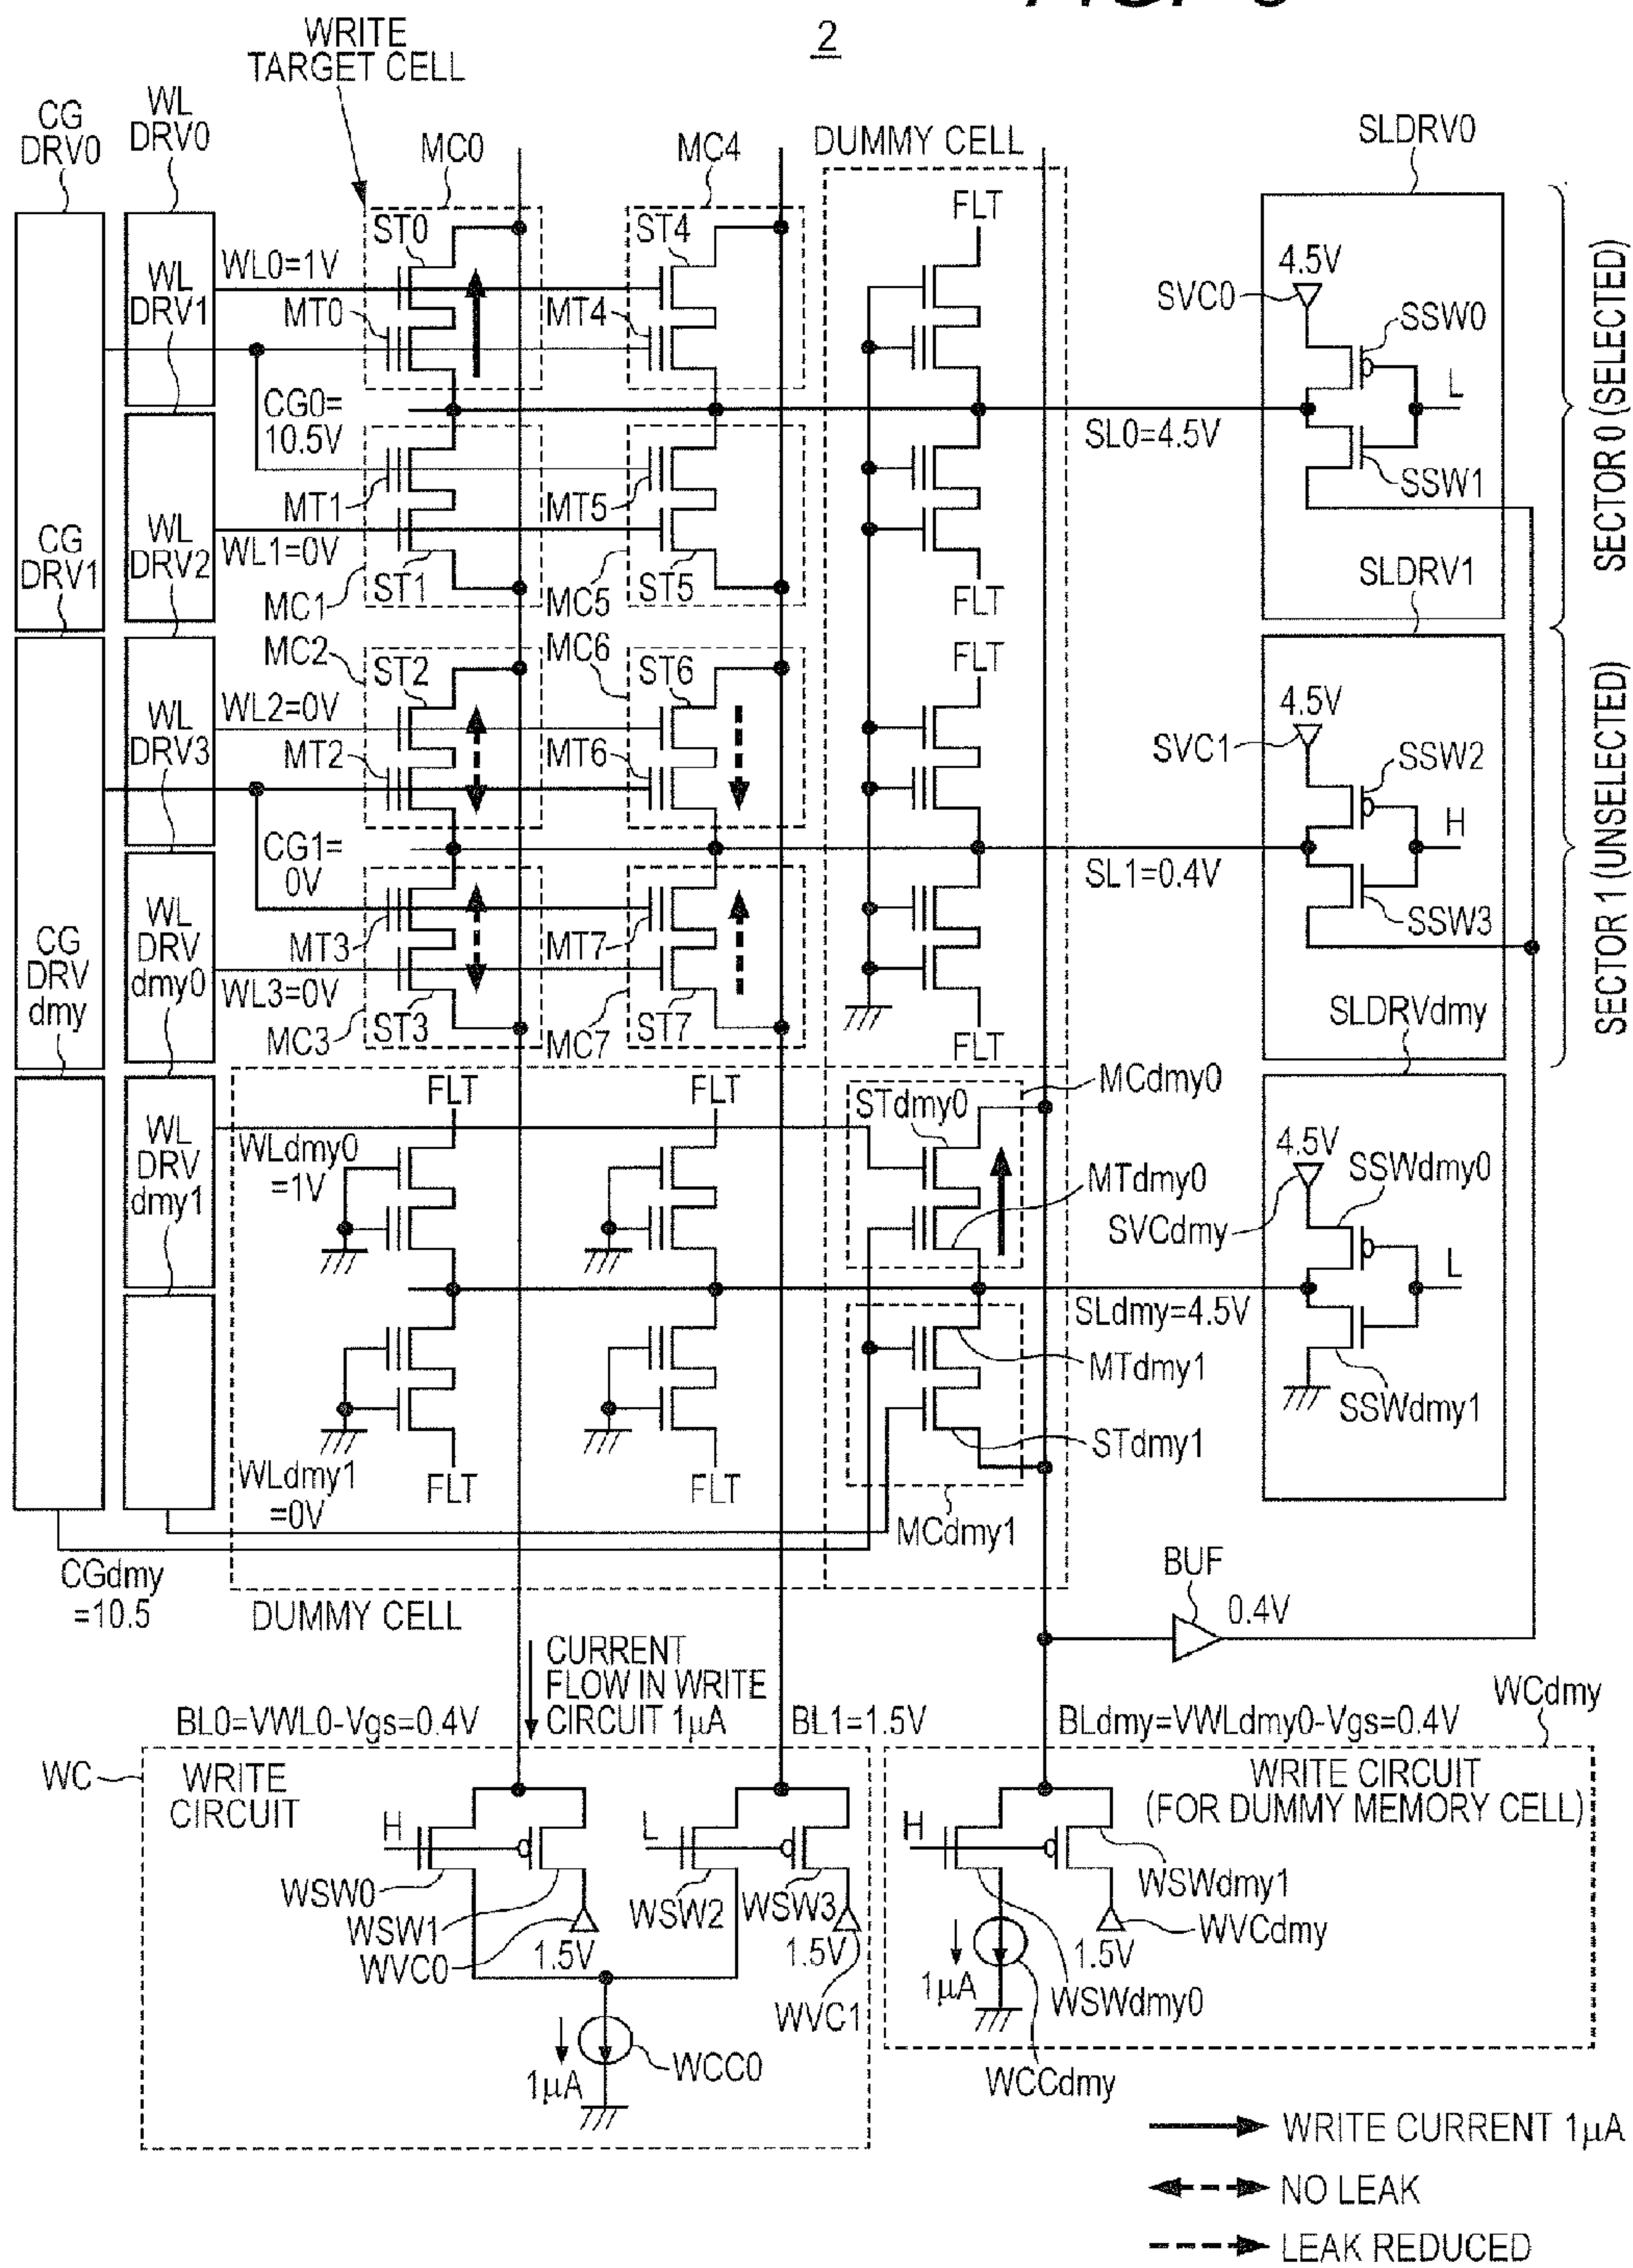 2
WRITE
TARGET CELL
CG
DRV0
WL
DRV0
MC0
MC4
DUMMY CELL
SLDRV0
ST0
ST4
FLT
WL0=1V
WL
DRV1
MT0
MT4
4.5V
SVC0
SSW0
L
CG0=
10.5V
SL0=4.5V
SSW1
SECTOR 0 (SELECTED)
MT1
MT5
CG
DRV1
WL
DRV2
WL1=0V
ST1
ST5
MC1
MC5
FLT
SLDRV1
MC2
MC6
ST2
ST6
FLT
WL2=0V
WL
DRV3
MT2
MT6
4.5V
SVC1
SSW2
H
CG1=
0V
SL1=0.4V
SSW3
SECTOR 1 (UNSELECTED)
CG
DRV
dmy
WL
DRV
dmy0
MT3
MT7
WL3=0V
ST3
ST7
MC3
MC7
FLT
SLDRVdmy
FLT
FLT
STdmy0
MCdmy0
WL
DRV
dmy1
WLdmy0
=1V
MTdmy0
4.5V
SVCdmy
SSWdmy0
L
SLdmy=4.5V
MTdmy1
SSWdmy1
STdmy1
WLdmy1
=0V
FLT
FLT
MCdmy1
CGdmy
=10.5
DUMMY CELL
BUF
0.4V
CURRENT
FLOW IN WRITE
CIRCUIT 1μA
BL0=VWL0-Vgs=0.4V
BL1=1.5V
BLdmy=VWLdmy0-Vgs=0.4V
WCdmy
WC
WRITE
CIRCUIT
WRITE CIRCUIT
(FOR DUMMY MEMORY CELL)
H
L
H
WSW0
WSW1
WVC0
1.5V
WSW2
WSW3
1.5V
WVC1
WSWdmy1
WVCdmy
1.5V
1μA
WSWdmy0
WCCdmy
1μA
WCC0
WRITE CURRENT 1μA
NO LEAK
LEAK REDUCED